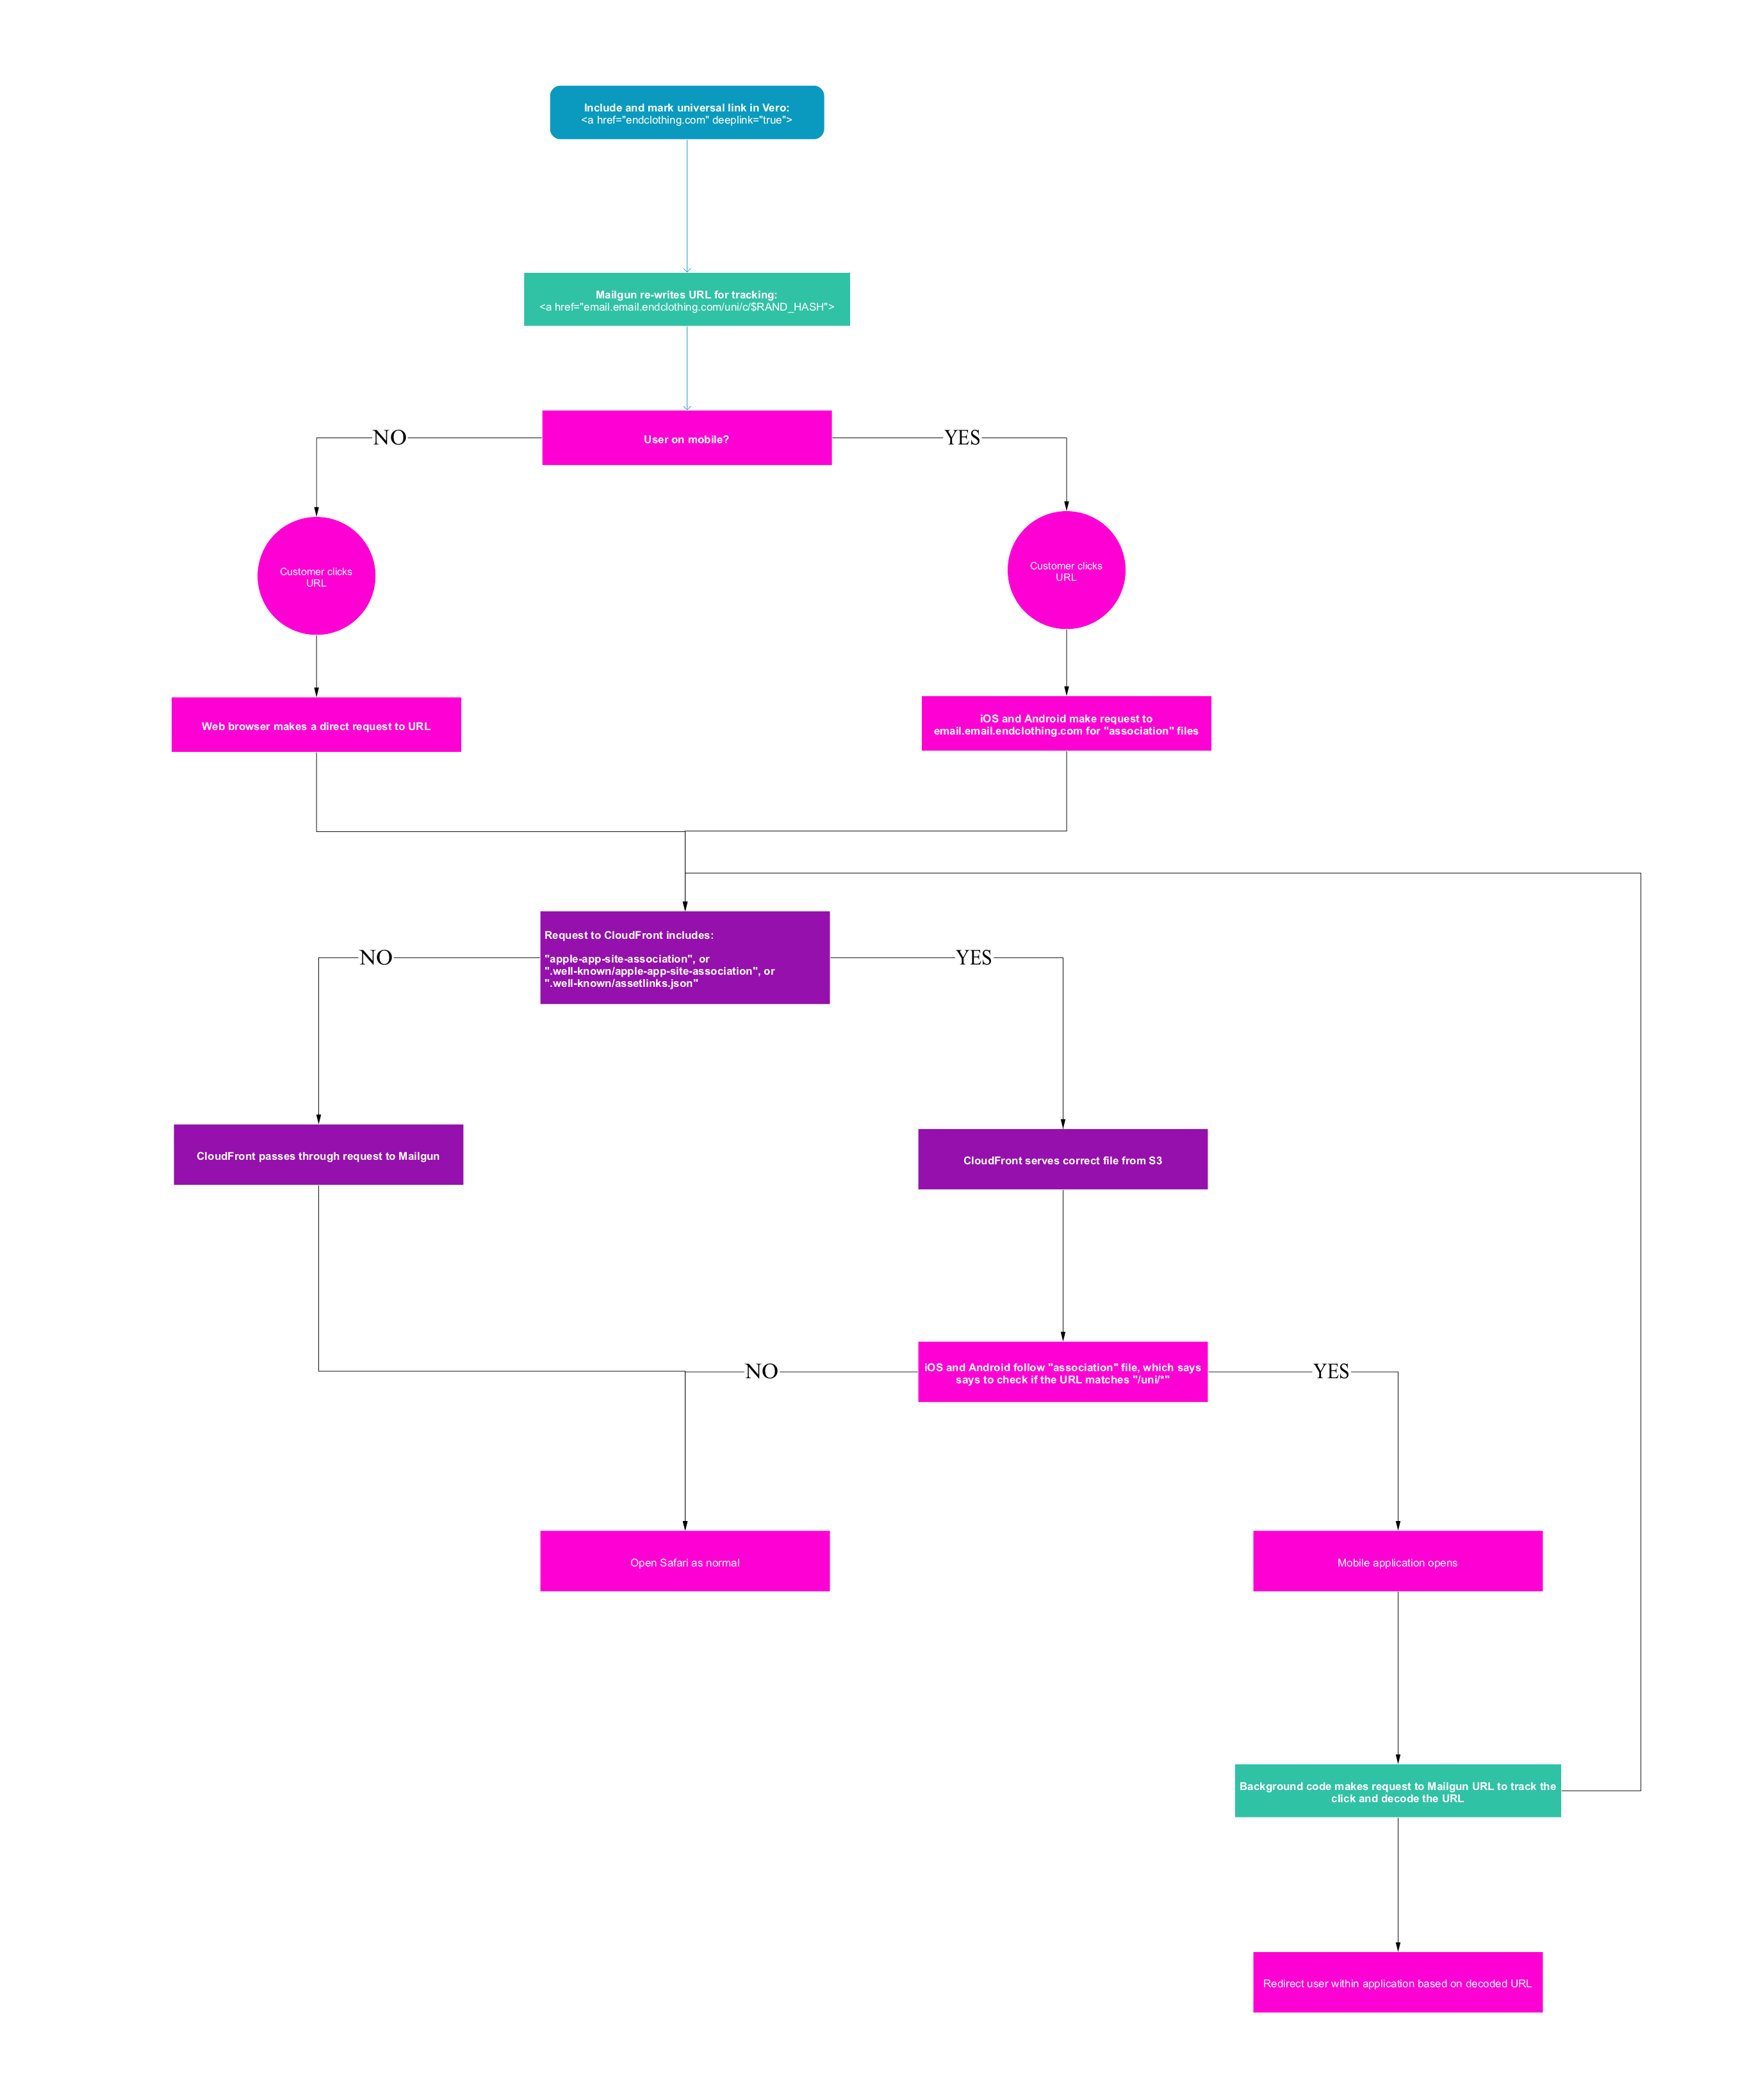 Include and mark universal link in Vero:
<a href="endclothing.com" deeplink="true">
Mailgun re-writes URL for tracking:
<a href="email.email.endclothing.com/uni/c/$RAND_HASH">
User on mobile?
NO
YES
Customer clicks
URL
Customer clicks
URL
Web browser makes a direct request to URL
iOS and Android make request to
email.email.endclothing.com for "association" files
Request to CloudFront includes:
"apple-app-site-association", or
".well-known/apple-app-site-association", or
".well-known/assetlinks.json"
NO
YES
CloudFront passes through request to Mailgun
CloudFront serves correct file from S3
iOS and Android follow "association" file, which says
says to check if the URL matches "/uni/*"
NO
YES
Open Safari as normal
Mobile application opens
Background code makes request to Mailgun URL to track the
click and decode the URL
Redirect user within application based on decoded URL